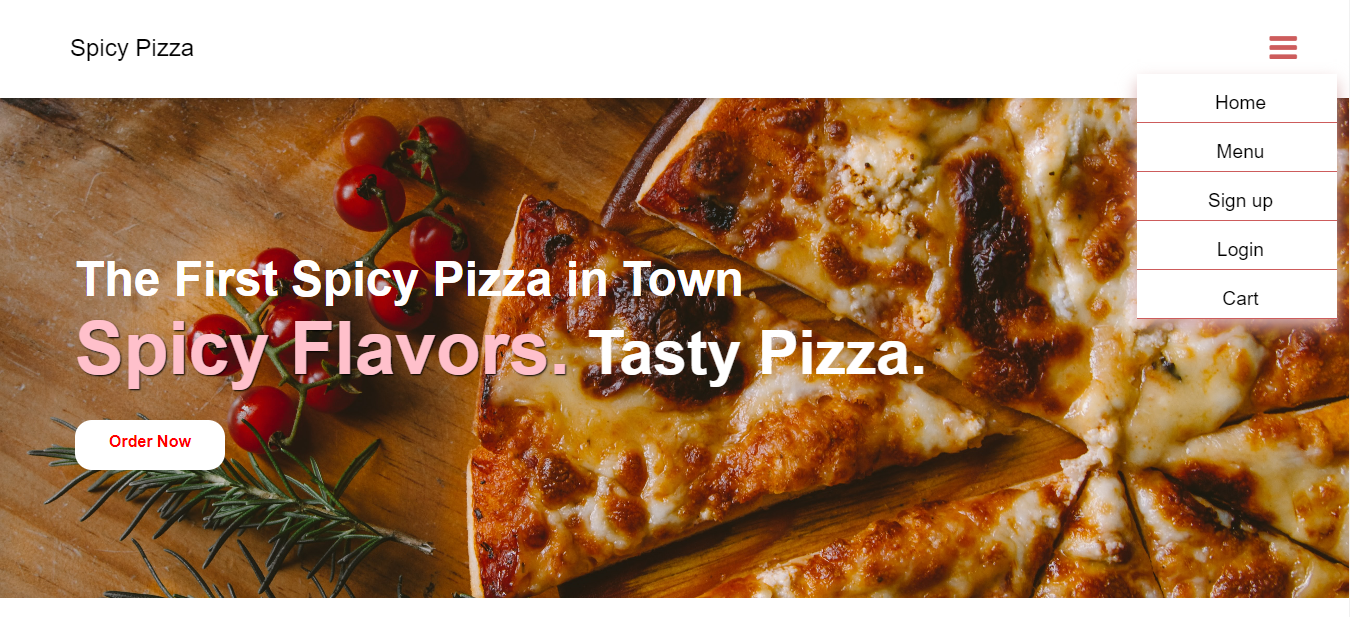 Spicy Pizza
Home
Menu
Sign up
Login
Cart
The First Spicy Pizza in Town
Spicy Flavors. Tasty Pizza.
Order Now